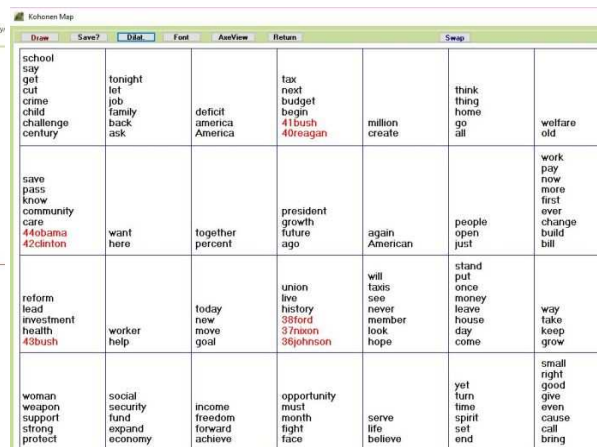 Kohonen Map
Draw Save? Dilat. Font AxeView Return Swap
school
say
get
cut
crime
child
challenge
century
tonight
let
job
family
back
ask
deficit
america
America
tax
next
budget
begin
41bush
40reagan
million
create
think
thing
home
go
all
welfare
old
save
pass
know
community
care
44obama
42clinton
want
here
together
percent
president
growth
future
ago
again
American
people
open
just
work
pay
now
more
first
ever
change
build
bill
reform
lead
investment
health
43bush
worker
help
today
new
move
goal
union
live
history
38ford
37nixon
36johnson
will
taxis
see
never
member
look
hope
stand
put
once
money
leave
house
day
come
way
take
keep
grow
woman
weapon
support
strong
protect
social
security
fund
expand
economy
income
freedom
forward
achieve
opportunity
must
month
fight
face
serve
life
believe
yet
turn
time
spirit
set
end
small
right
good
give
even
cause
call
bring